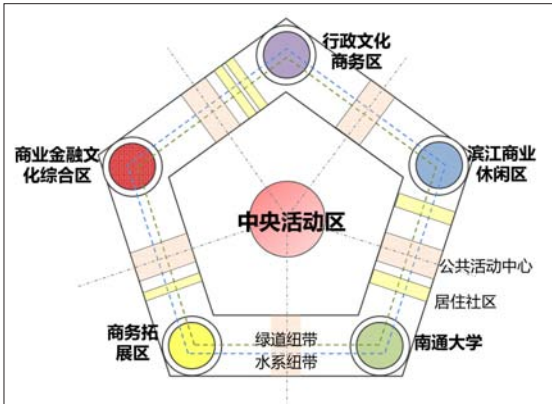 行政文化
商务区
商业金融文
化综合区
滨江商业
休闲区
中央活动区
公共活动中心
居住社区
商务拓
展区
绿道纽带
水系纽带
南通大学